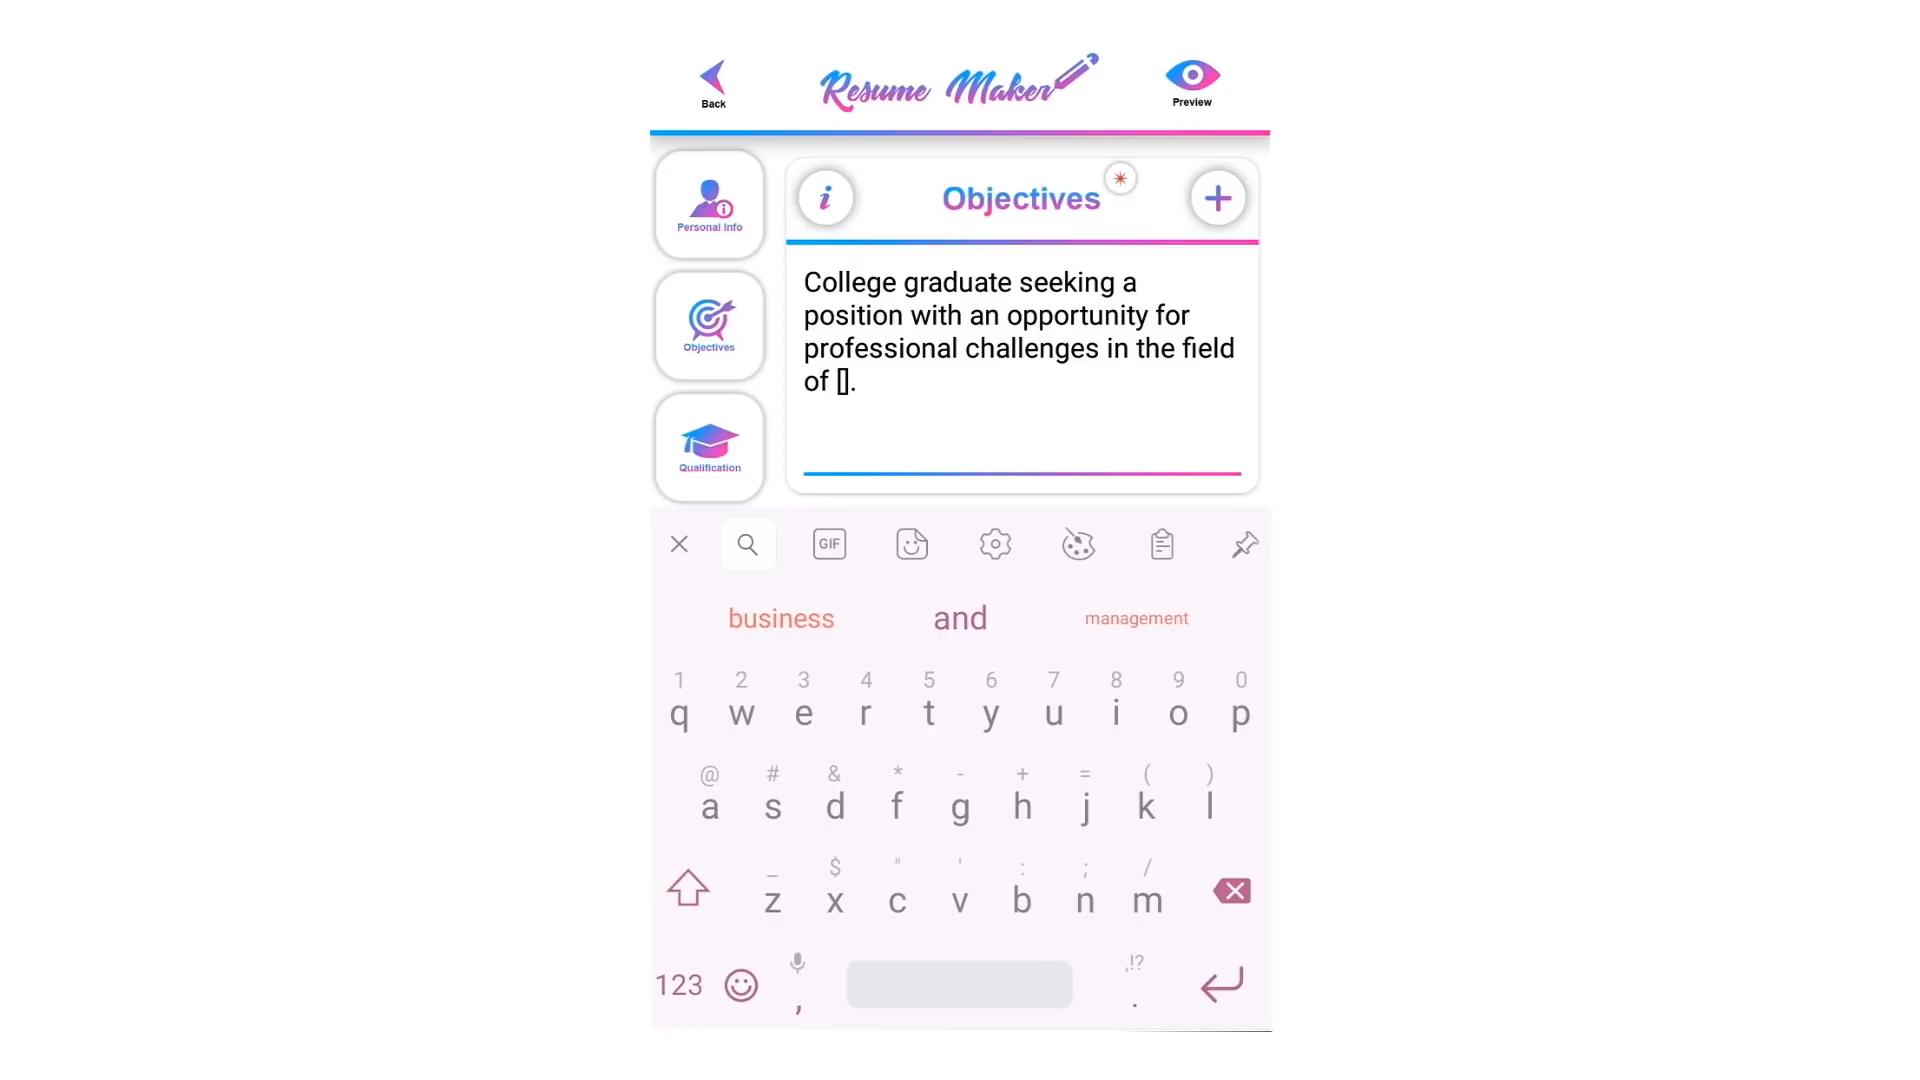 Resume Maker
Back
Preview
Personal Info
i
Objectives
Objectives
Qualification
College graduate seeking a
position with an opportunity for
professional challenges in the field
of [].
GIF
business and management
1 2 3 4 5 6 7 8 9 0
q w e r t y u i o p
@ # & * - + = ( )
a s d f g h j k l
_ $ " ' : ; /
z x c v b n m
,!?
123 , .